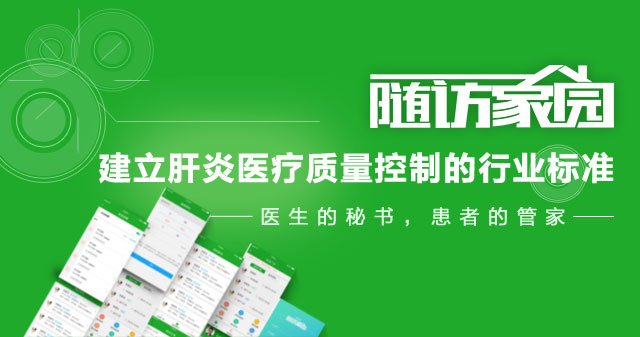 随访家园
建立肝炎医疗质量控制的行业标准
医生的秘书，患者的管家